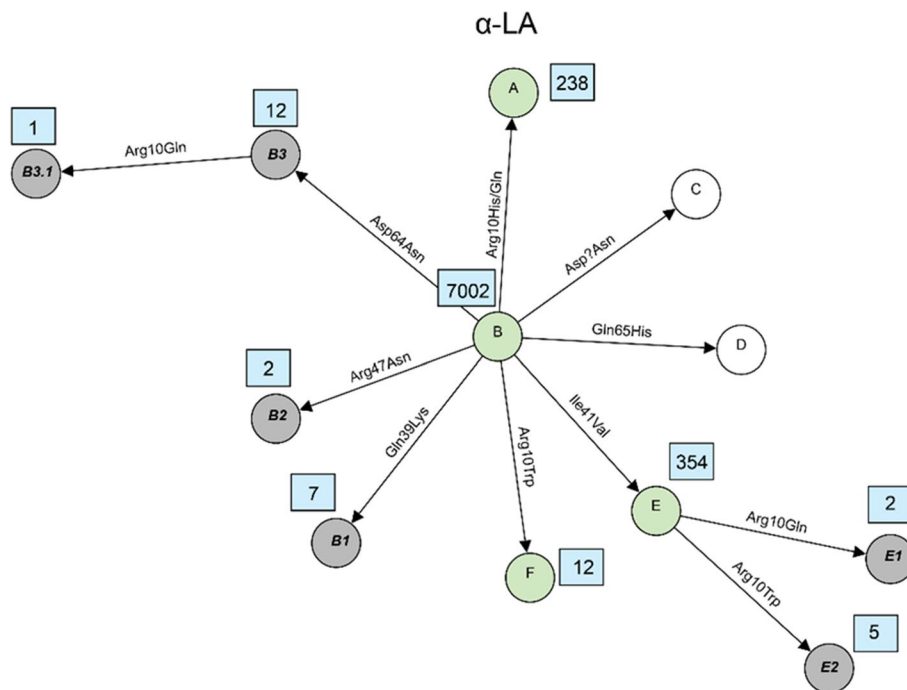 α-LA
A
238
12
1
B3
B3.1
Arg10Gln
Arg10His/Gln
C
Asp64Asn
Asp?Asn
7002
B
Gln65His
D
2
Arg47Asn
B2
Ile41Val
Gln39Lys
Arg10Trp
354
E
7
B1
2
Arg10Gln
E1
F
12
Arg10Trp
5
E2